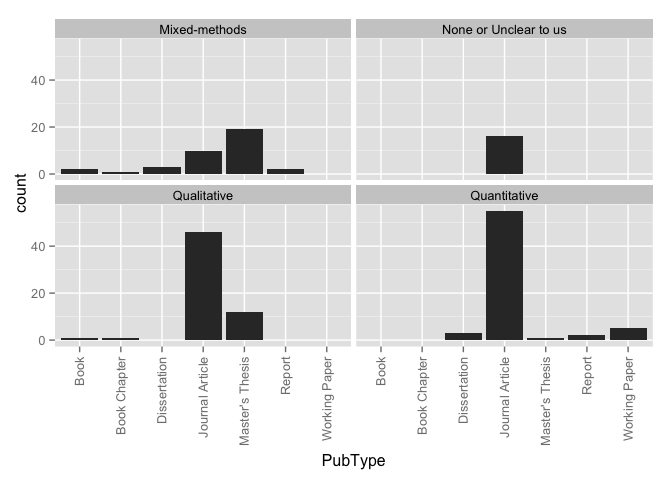 Mixed-methods
None or Unclear to us
40
20
0
Qualitative
Quantitative
40
20
0
count
Book
Book Chapter
Dissertation
Journal Article
Master's Thesis
Report
Working Paper
Book
Book Chapter
Dissertation
Journal Article
Master's Thesis
Report
Working Paper
PubType